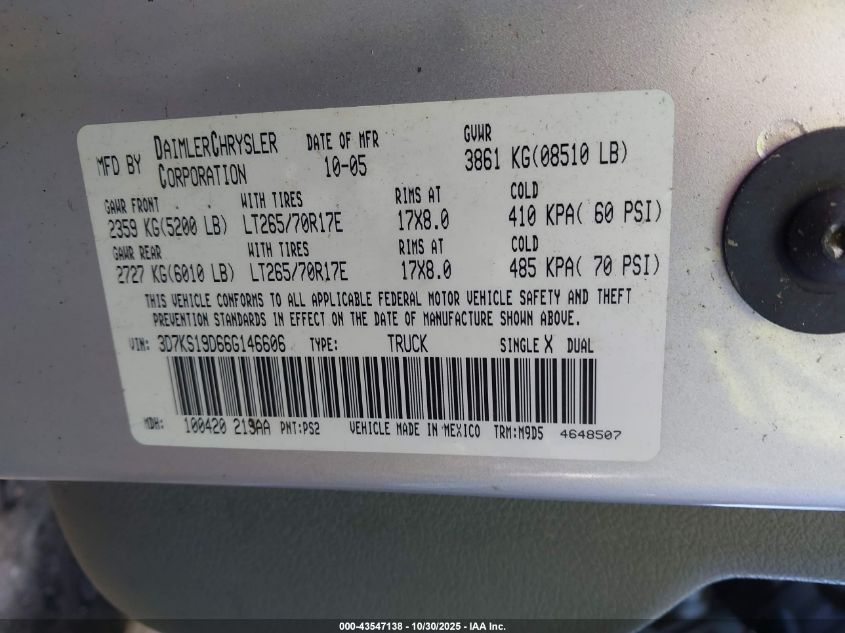 MFD BY DAIMLERCHRYSLER CORPORATION DATE OF MFR 10-05 GVWR 3861 KG(08510 LB)
GAWR FRONT WITH TIRES RIMS AT COLD
2359 KG(5200 LB) LT265/70R17E 17X8.0 410 KPA( 60 PSI)
GAWR REAR WITH TIRES RIMS AT COLD
2727 KG(6010 LB) LT265/70R17E 17X8.0 485 KPA( 70 PSI)
THIS VEHICLE CONFORMS TO ALL APPLICABLE FEDERAL MOTOR VEHICLE SAFETY AND THEFT
PREVENTION STANDARDS IN EFFECT ON THE DATE OF MANUFACTURE SHOWN ABOVE.
VIN: 3D7KS19D66G146606 TYPE: TRUCK SINGLE X DUAL
MDH: 100420 219AA PNT:PS2 VEHICLE MADE IN MEXICO TRM:M9D5 4648507
000-43547138 - 10/30/2025 - IAA Inc.